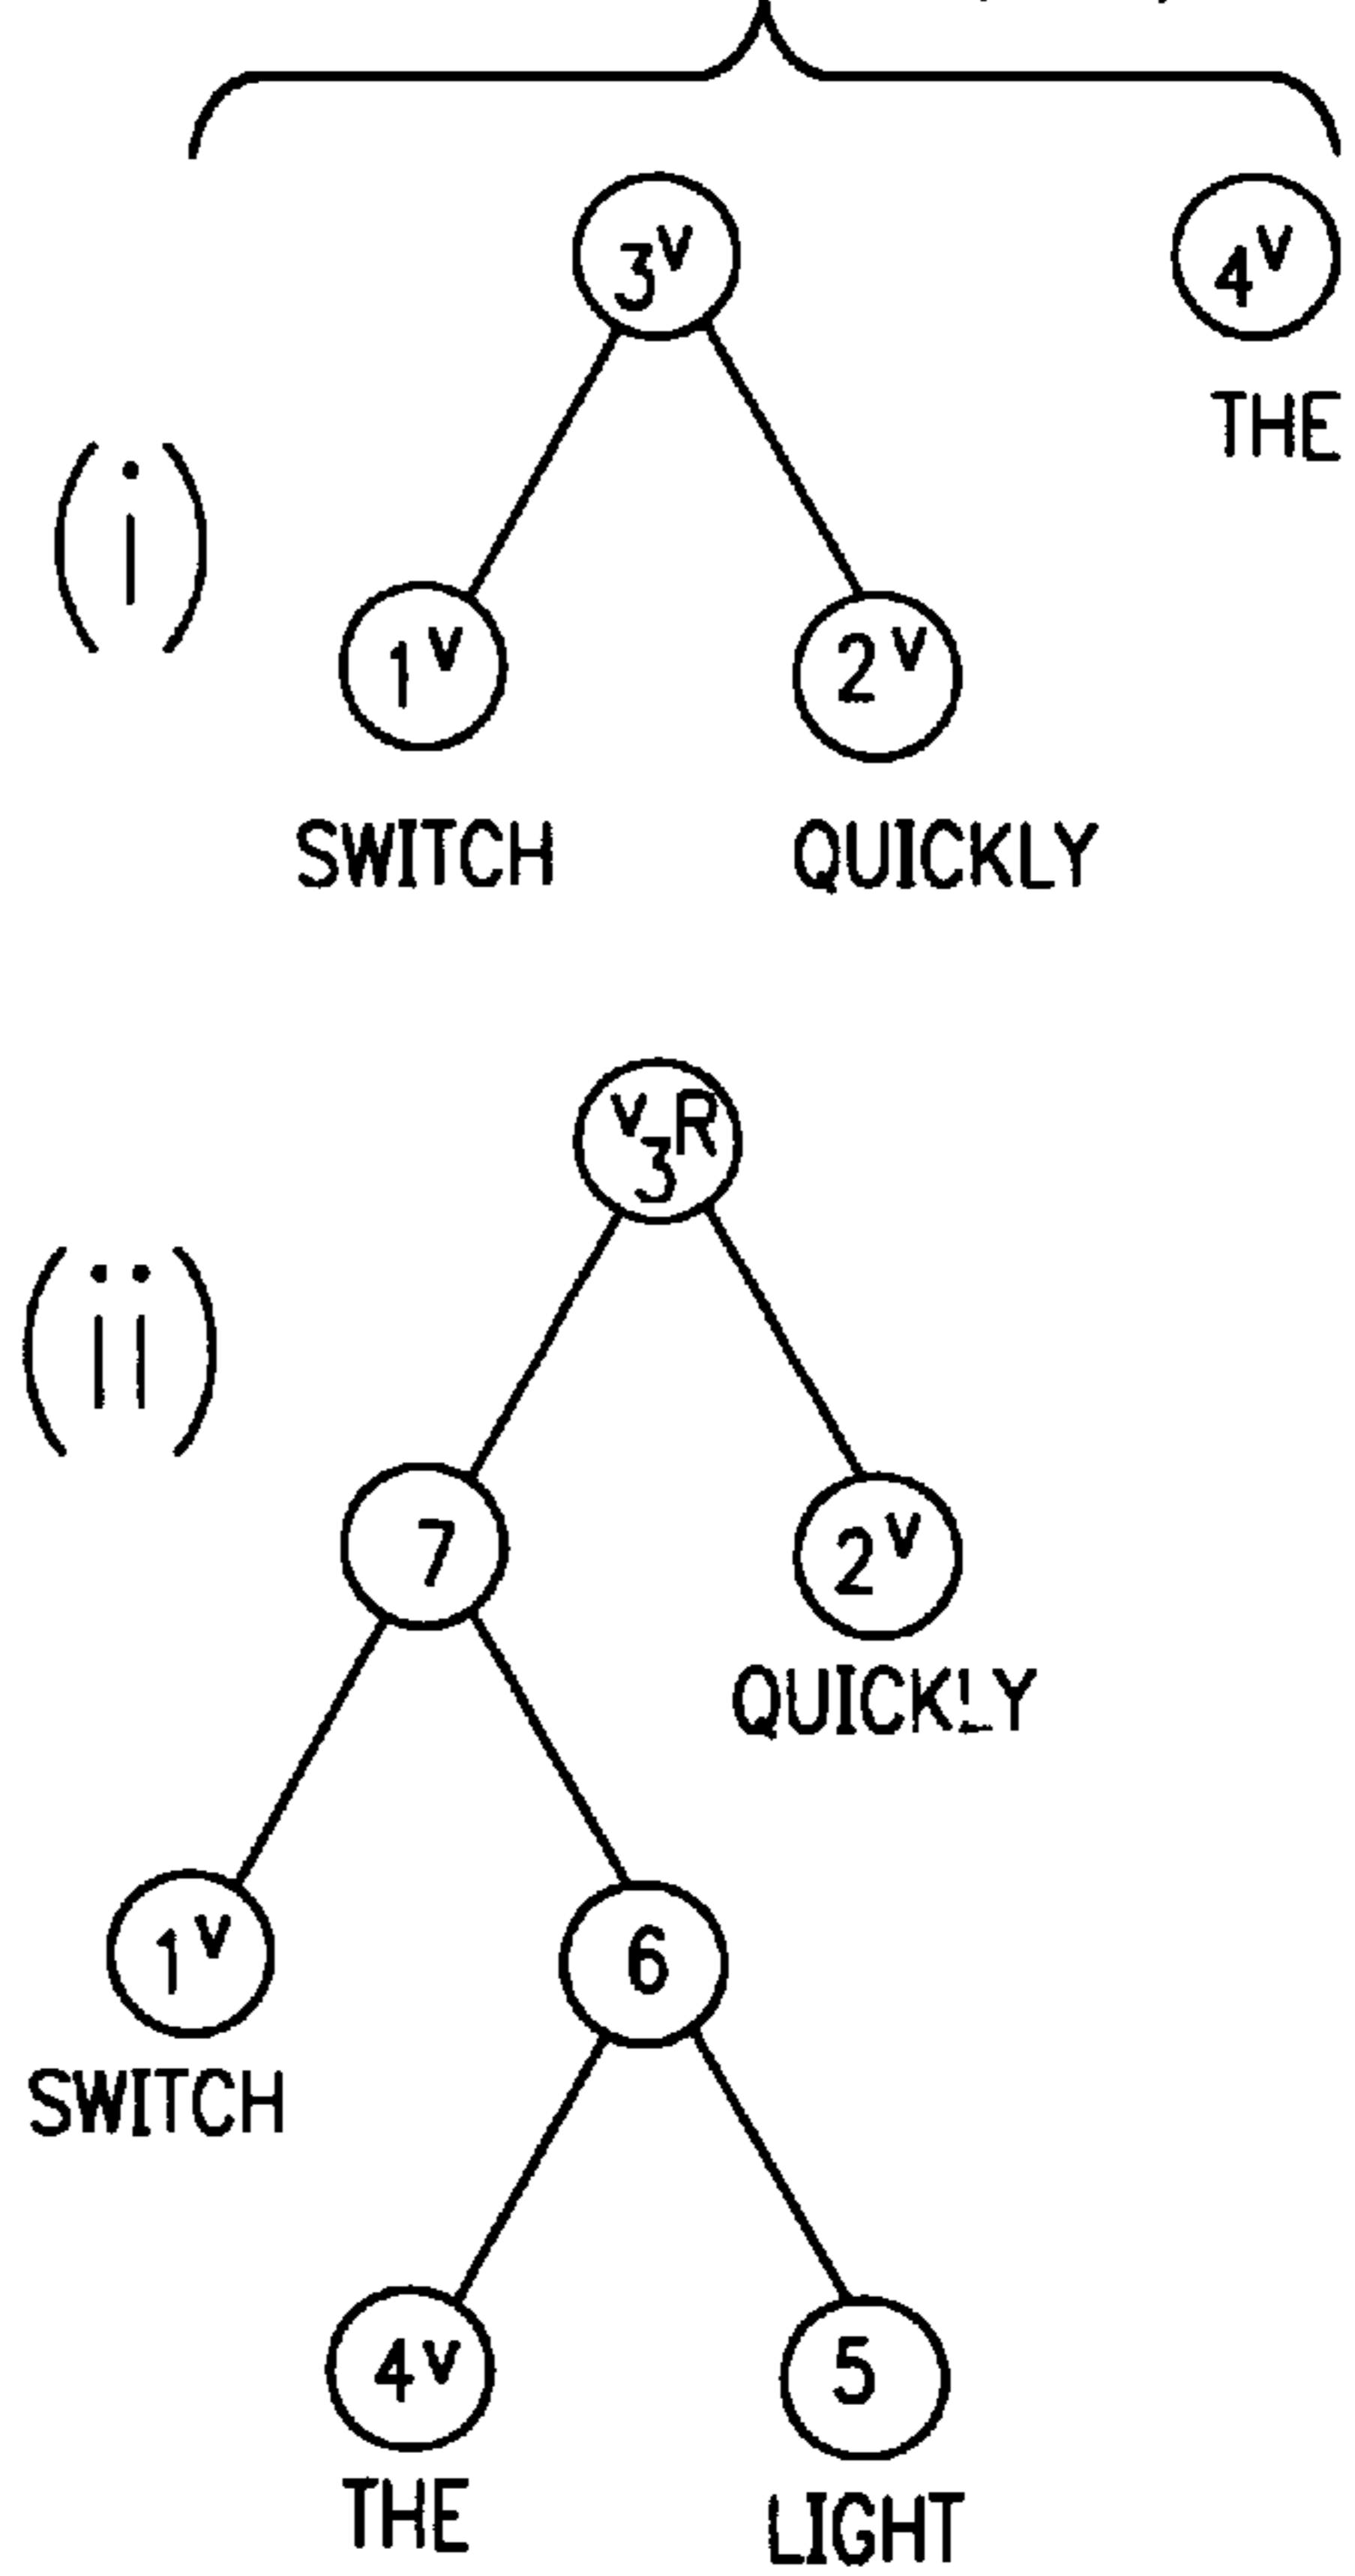 3V 4V
THE
(i)
1V 2V
SWITCH QUICKLY
V3R
(ii)
7 2V
QUICKLY
1V 6
SWITCH
4V 5
THE LIGHT